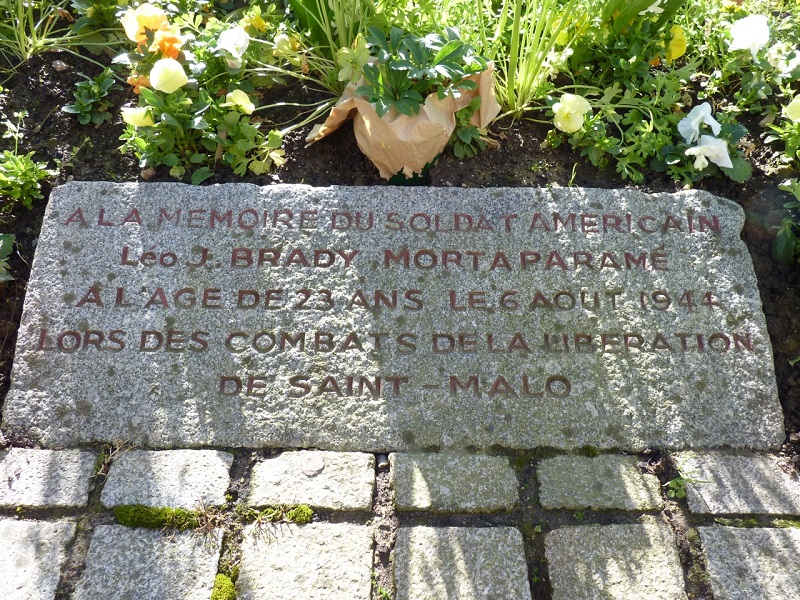 A LA MEMOIRE DU SOLDAT AMERICAIN
Leo J. BRADY MORT A PARAMÉ
A L'AGE DE 23 ANS LE 6 AOUT 1944
LORS DES COMBATS DE LA LIBERATION
DE SAINT-MALO